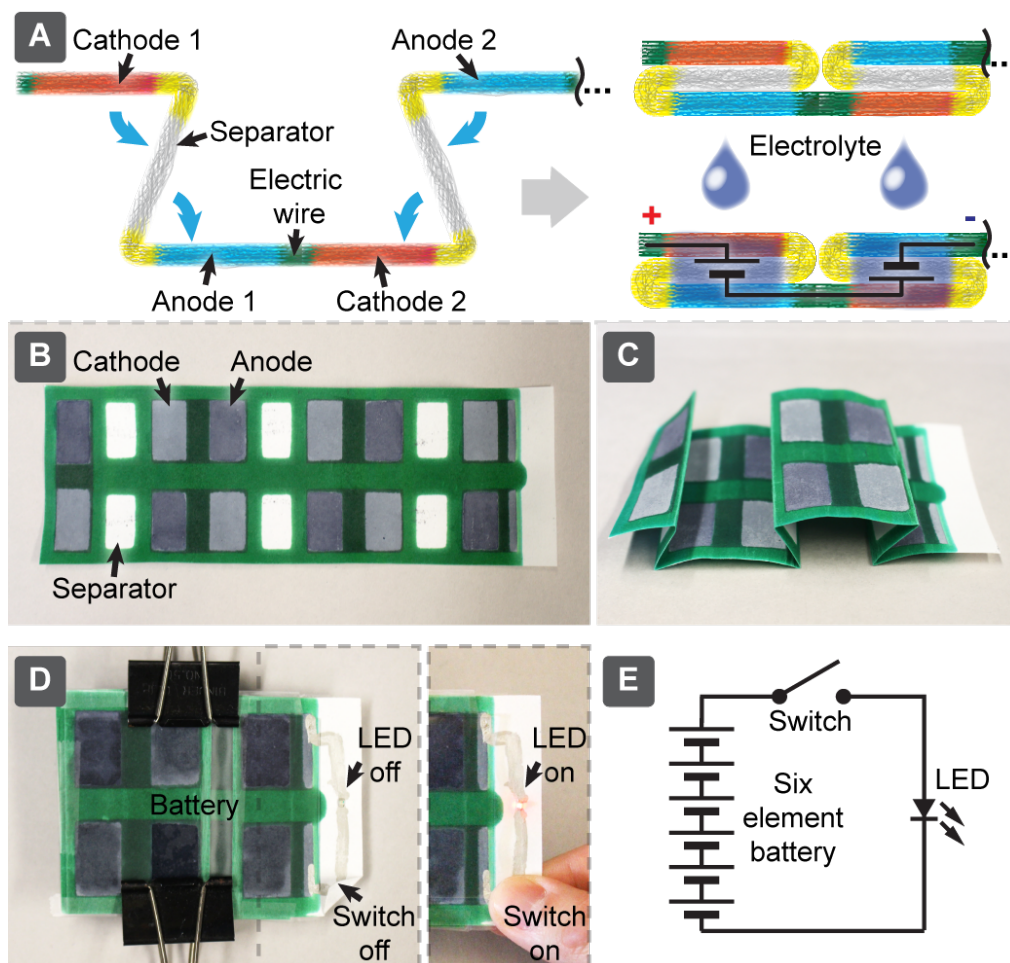 A
Cathode 1
Anode 2
...
Separator
Electric
wire
Anode 1
Cathode 2
...
Electrolyte
+
-
...
B
Cathode
Anode
Separator
C
D
LED
off
Battery
Switch
off
LED
on
Switch
on
E
Switch
LED
Six
element
battery